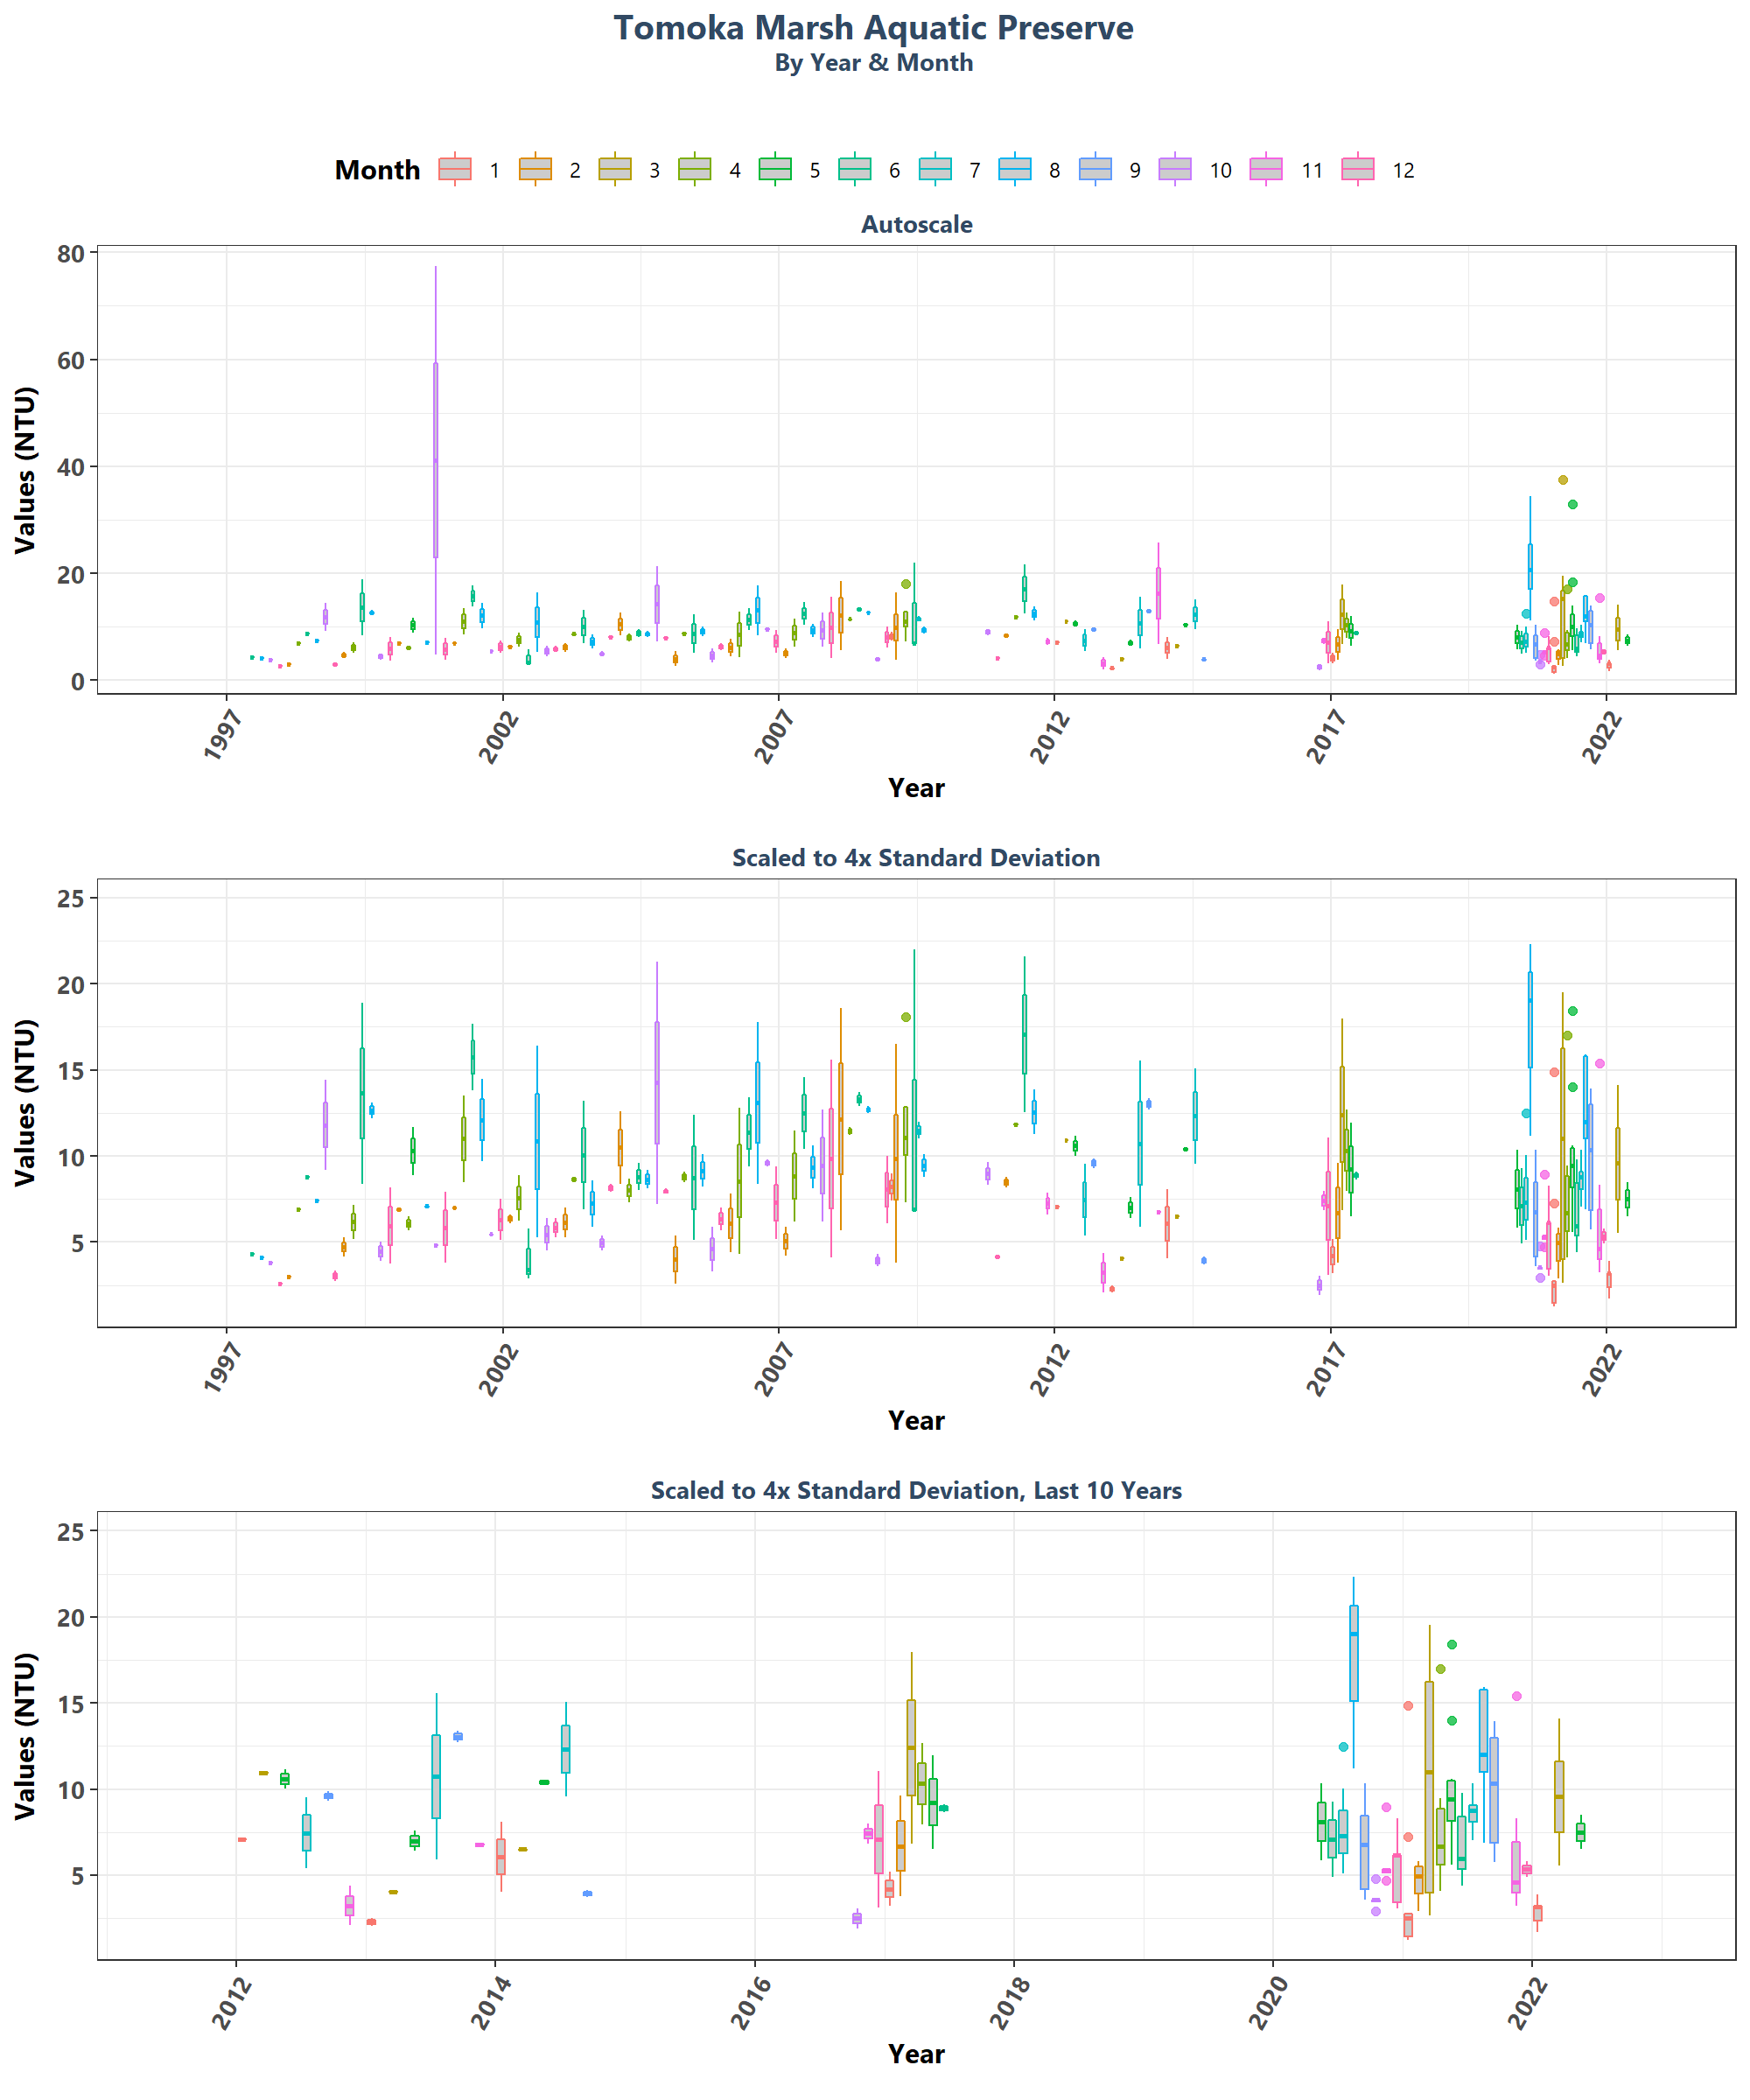 Tomoka Marsh Aquatic Preserve
By Year & Month
Month 1 2 3 4 5 6 7 8 9 10 11 12
Autoscale
Values (NTU)
80
60
40
20
0
1997 2002 2007 2012 2017 2022
Year
Scaled to 4x Standard Deviation
Values (NTU)
25
20
15
10
5
1997 2002 2007 2012 2017 2022
Year
Scaled to 4x Standard Deviation, Last 10 Years
Values (NTU)
25
20
15
10
5
2012 2014 2016 2018 2020 2022
Year